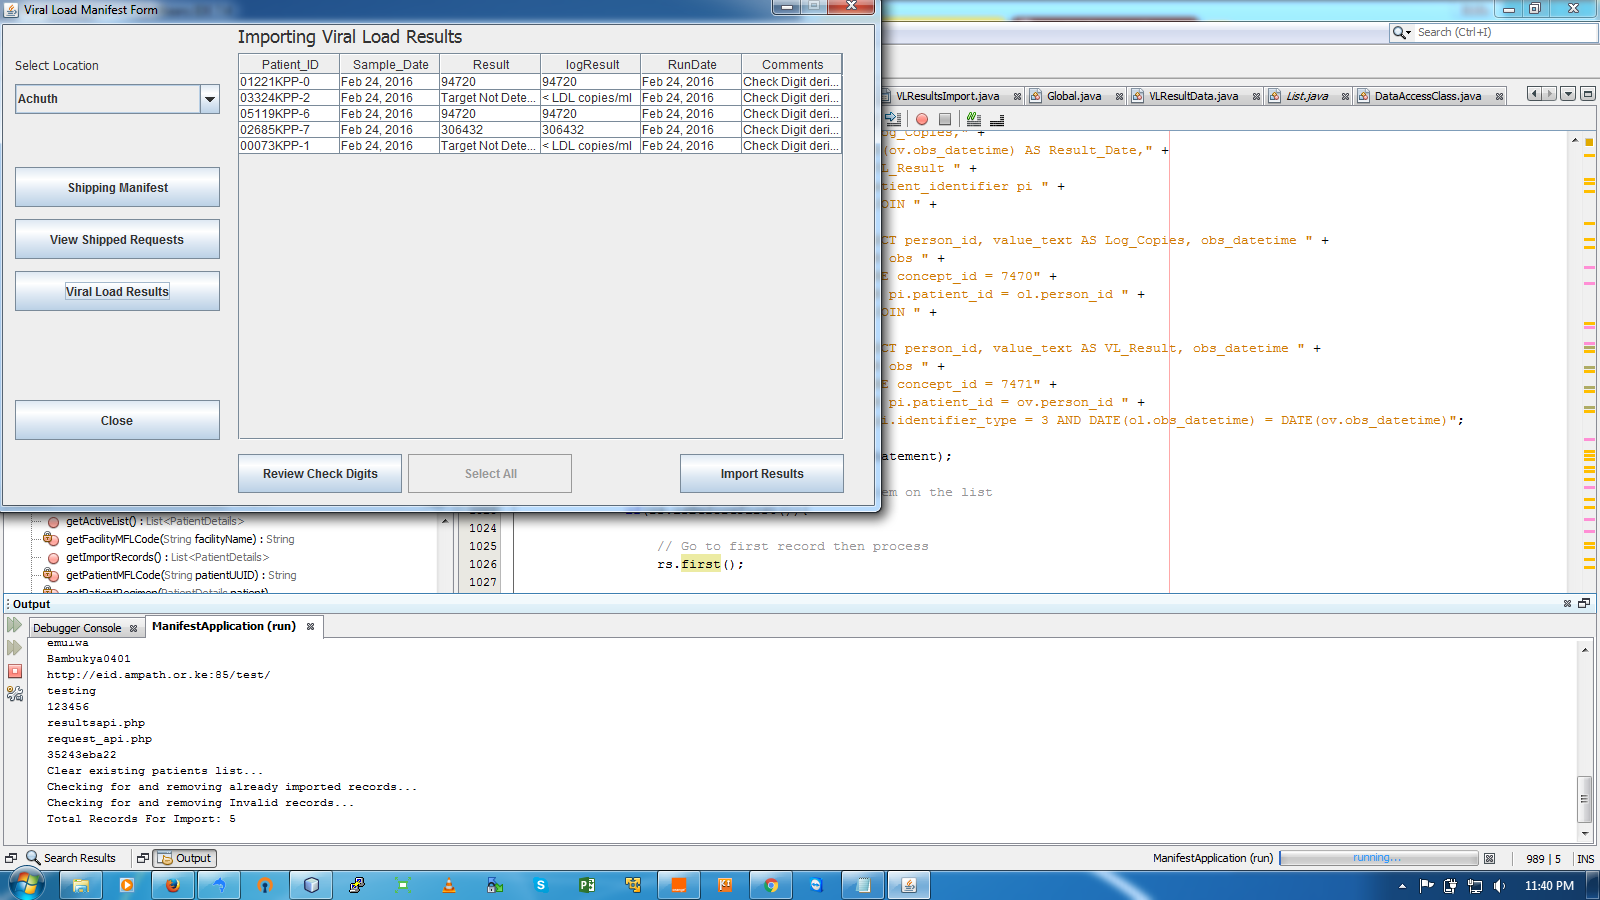 Viral Load Manifest Form
Importing Viral Load Results
Select Location
Achuth
Shipping Manifest
View Shipped Requests
Viral Load Results
Close
Patient_ID Sample_Date Result logResult RunDate Comments
01221KPP-0 Feb 24, 2016 94720 94720 Feb 24, 2016 Check Digit deri...
03324KPP-2 Feb 24, 2016 Target Not Dete... < LDL copies/ml Feb 24, 2016 Check Digit deri...
05119KPP-6 Feb 24, 2016 94720 94720 Feb 24, 2016 Check Digit deri...
02685KPP-7 Feb 24, 2016 306432 306432 Feb 24, 2016 Check Digit deri...
00073KPP-1 Feb 24, 2016 Target Not Dete... < LDL copies/ml Feb 24, 2016 Check Digit deri...
Review Check Digits Select All Import Results
Search (Ctrl+I)
VLResultsImport.java Global.java VLResultData.java List.java DataAccessClass.java
og_Copies," +
(ov.obs_datetime) AS Result_Date," +
L_Result " +
tient_identifier pi " +
OIN " +
CT person_id, value_text AS Log_Copies, obs_datetime " +
obs " +
E concept_id = 7470" +
pi.patient_id = ol.person_id " +
OIN " +
CT person_id, value_text AS VL_Result, obs_datetime " +
obs " +
E concept_id = 7471" +
pi.patient_id = ov.person_id " +
i.identifier_type = 3 AND DATE(ol.obs_datetime) = DATE(ov.obs_datetime)";
atement);
em on the list
1024
1025 // Go to first record then process
1026 rs.first();
1027
getActiveList() : List<PatientDetails>
getFacilityMFLCode(String facilityName) : String
getImportRecords() : List<PatientDetails>
getPatientMFLCode(String patientUUID) : String
getPatientRegimen(PatientDetails patient)
Output
Debugger Console ManifestApplication (run)
emulwa
Bambukya0401
http://eid.ampath.or.ke:85/test/
testing
123456
resultsapi.php
request_api.php
35243eba22
Clear existing patients list...
Checking for and removing already imported records...
Checking for and removing Invalid records...
Total Records For Import: 5
Search Results Output
ManifestApplication (run) running... 989 | 5 INS
11:40 PM